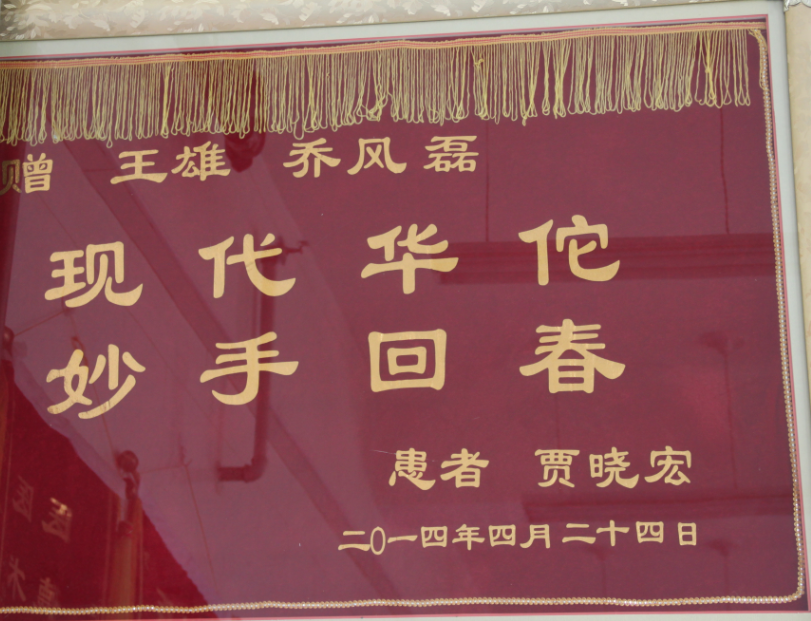 赠 王雄 乔风磊
现代华佗
妙手回春
患者 贾晓宏
二〇一四年四月二十四日